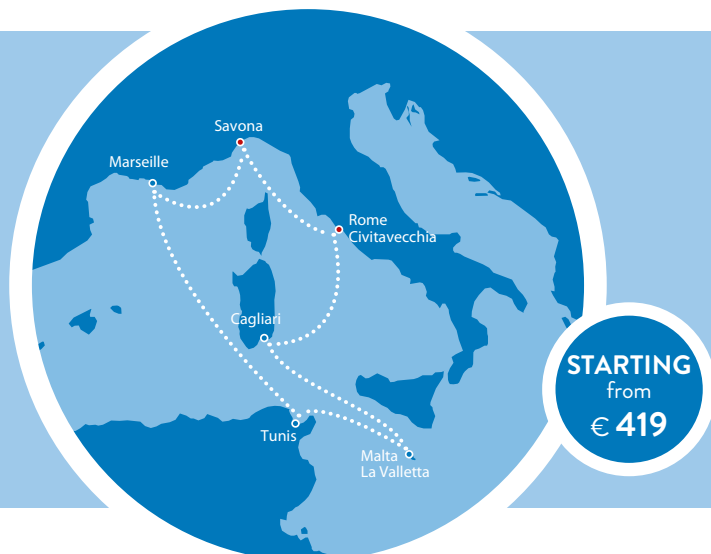 Savona
Marseille
Rome
Civitavecchia
Cagliari
Tunis
Malta
La Valletta
STARTING
from
€ 419